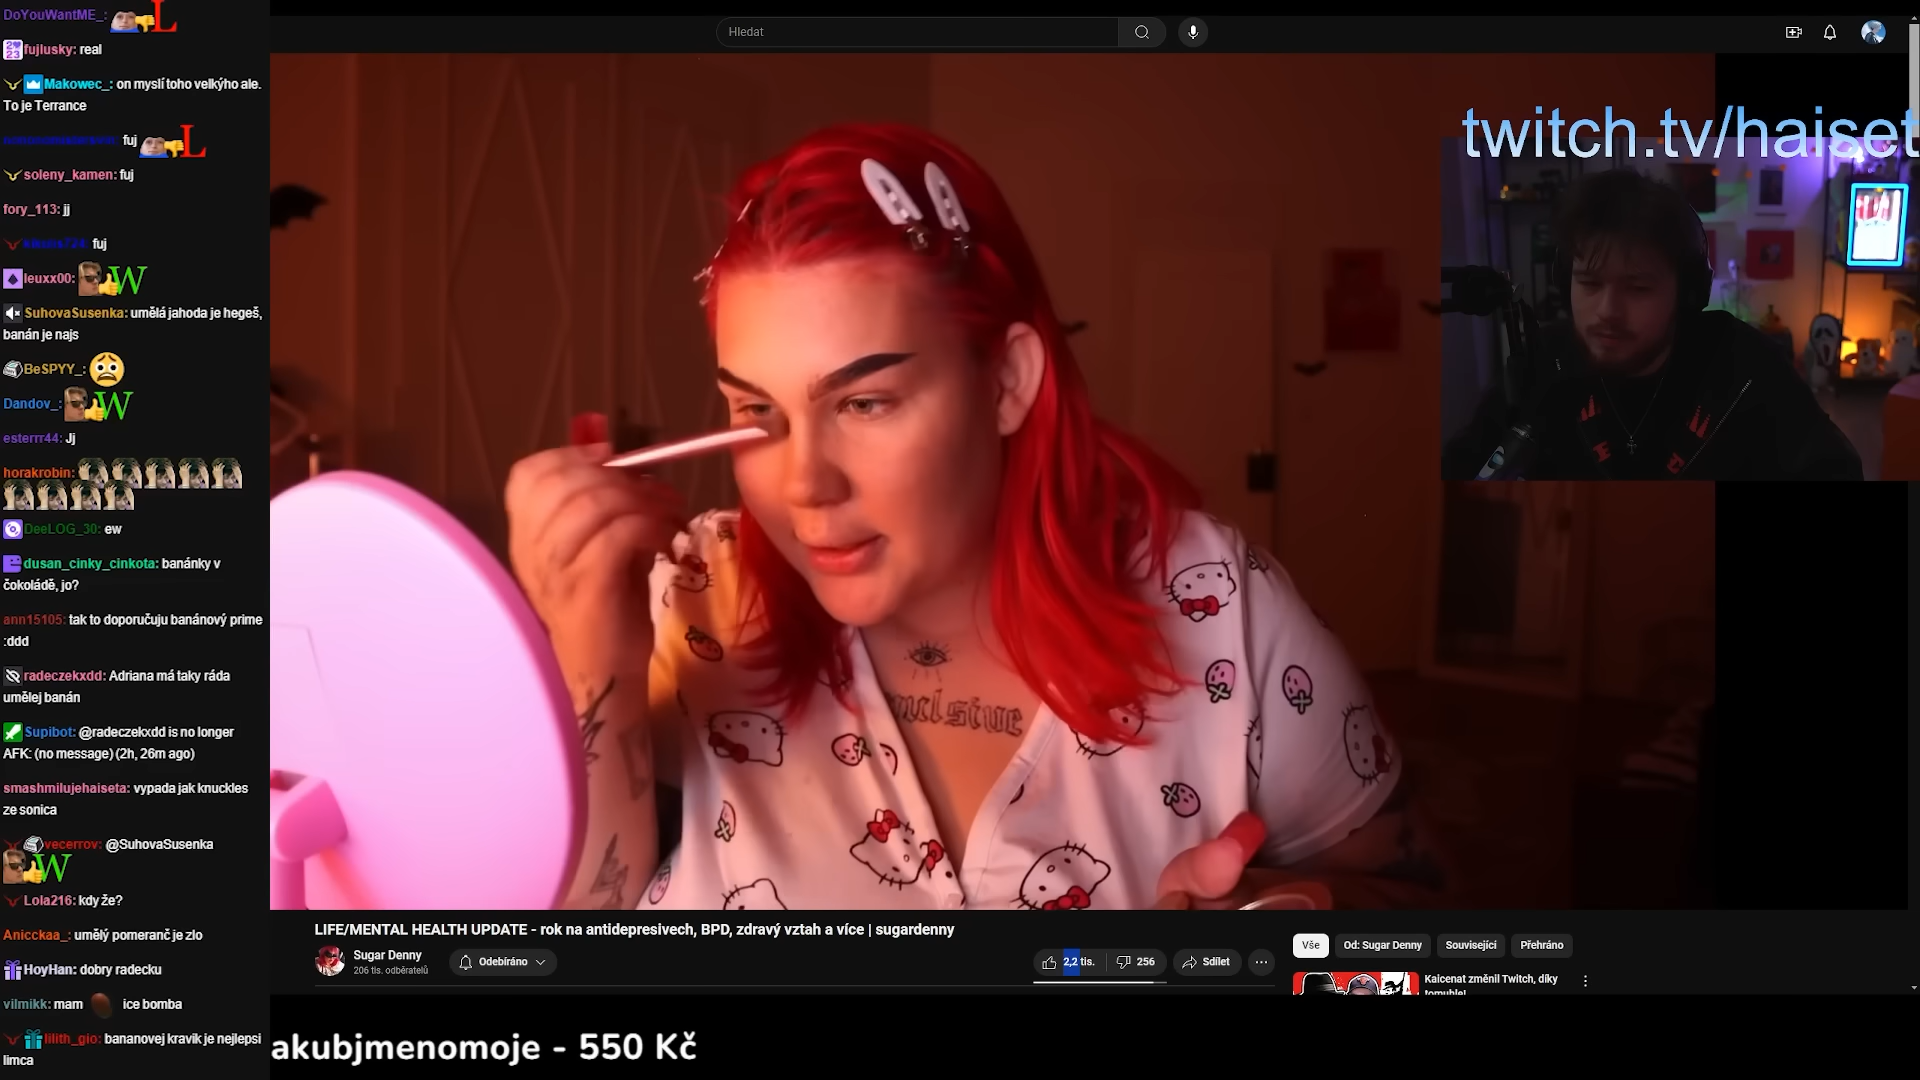 DoYouWantME_: L
fujlusky: real
Makowec_: on myslí toho velkýho ale.
To je Terrance
fuj L
soleny_kamen: fuj
fory_113: jj
fuj
leuxx00: W
SuhovaSusenka: umělá jahoda je hegeš,
banán je najs
BeSPYY_:
Dandov_: W
esterrr44: Jj
horakrobin:
DeeLOG_30: ew
dusan_cinky_cinkota: banánky v
čokoládě, jo?
ann15105: tak to doporučuju banánový prime
:ddd
radeczekxdd: Adriana má taky ráda
umělej banán
Supibot: @radeczekxdd is no longer
AFK: (no message) (2h, 26m ago)
smashmilujehaiseta: vypada jak knuckles
ze sonica
vecerrov: @SuhovaSusenka
W
Lola216: kdy že?
Anicckaa_: umělý pomeranč je zlo
HoyHan: dobry radecku
vilmikk: mam ice bomba
lilith_gio: bananovej kravik je nejlepsi
limca
Hledat
twitch.tv/haiset
ulsive
LIFE/MENTAL HEALTH UPDATE - rok na antidepresivech, BPD, zdravý vztah a více | sugardenny
Sugar Denny
206 tis. odběratelů
Odebíráno
2,2 tis.
256
Sdílet
Vše
Od: Sugar Denny
Související
Přehráno
Kaicenat změnil Twitch, díky
tomuhle!
akubjmenomoje - 550 Kč